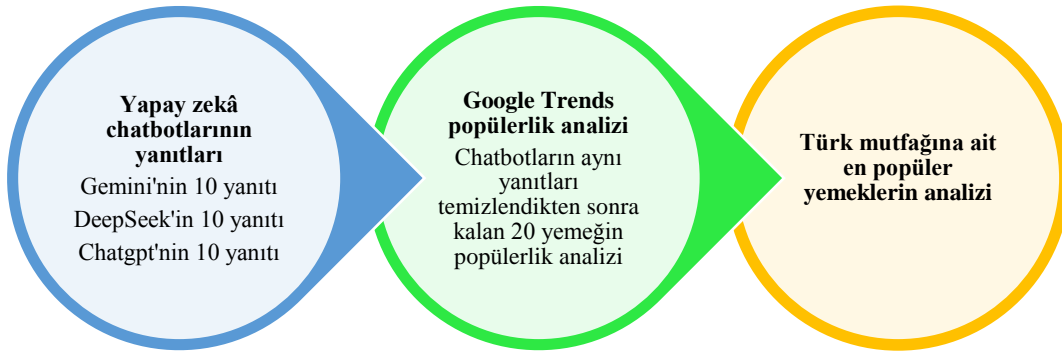 Yapay zekâ
chatbotlarının
yanıtları
Gemini'nin 10 yanıtı
DeepSeek'in 10 yanıtı
Chatgpt'nin 10 yanıtı
Google Trends
popülerlik analizi
Chatbotların aynı
yanıtları
temizlendikten sonra
kalan 20 yemeğin
popülerlik analizi
Türk mutfağına ait
en popüler
yemeklerin analizi